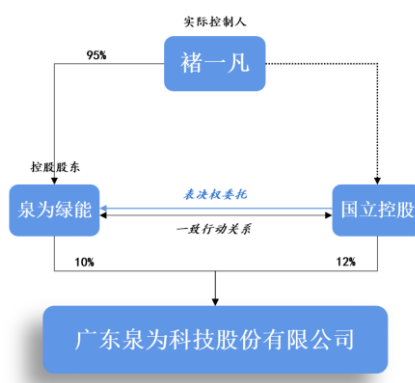 实际控制人
褚一凡
95%
控股股东
泉为绿能
表决权委托
一致行动关系
国立控股
10%
12%
广东泉为科技股份有限公司